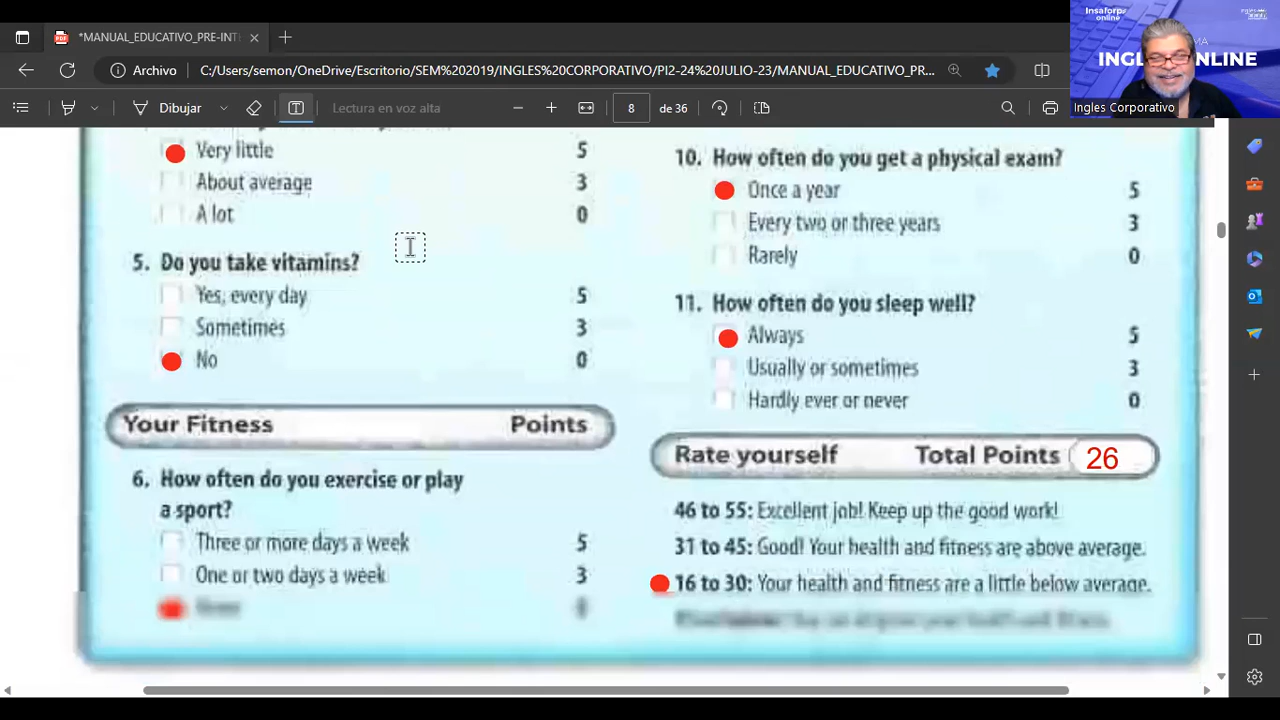 *MANUAL_EDUCATIVO_PRE-INTE
Archivo
C:/Users/semon/OneDrive/Escritorio/SEM%2029/INGLES%20CORPORATIVO/PI2-24%20JULIO-23/MANUAL_EDUCATIVO_PR...
Dibujar
Lectura en voz alta
8
de 36
Insaforp
online
Ingles Corporativo
Very little 5
About average 3
A lot 0
5. Do you take vitamins?
Yes, every day 5
Sometimes 3
No 0
Your Fitness Points
6. How often do you exercise or play
a sport?
Three or more days a week 5
One or two days a week 3
10. How often do you get a physical exam?
Once a year 5
Every two or three years 3
Rarely 0
11. How often do you sleep well?
Always 5
Usually or sometimes 3
Hardly ever or never 0
Rate yourself Total Points 26
46 to 55: Excellent job! Keep up the good work!
31 to 45: Good! Your health and fitness are above average.
16 to 30: Your health and fitness are a little below average.